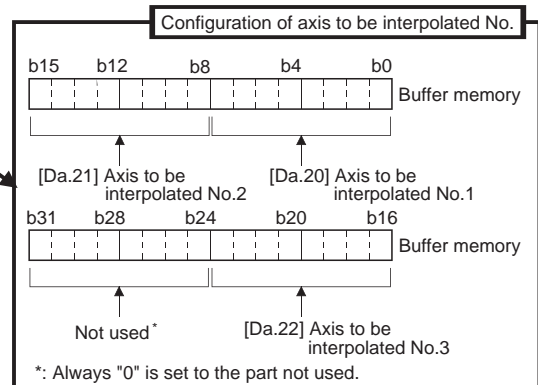 Configuration of axis to be interpolated No.
b15 b12 b8 b4 b0
Buffer memory
[Da.21] Axis to be interpolated No.2
[Da.20] Axis to be interpolated No.1
b31 b28 b24 b20 b16
Buffer memory
Not used*
[Da.22] Axis to be interpolated No.3
*: Always "0" is set to the part not used.